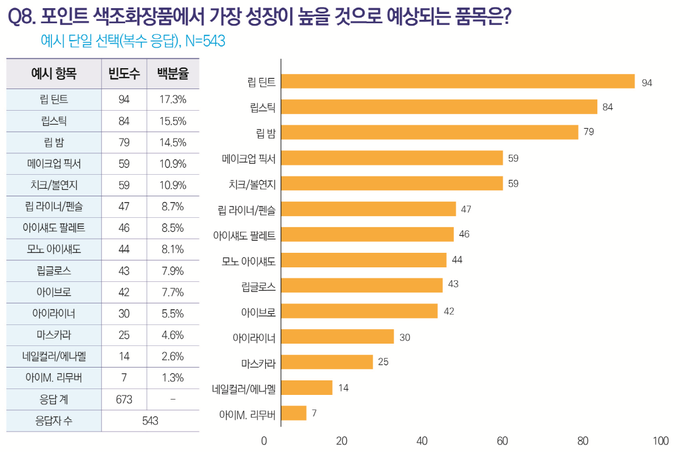 Q8. 포인트 색조화장품에서 가장 성장이 높을 것으로 예상되는 품목은?
예시 단일 선택(복수 응답), N=543
예시 항목 빈도수 백분율
립 틴트 94 17.3%
립스틱 84 15.5%
립 밤 79 14.5%
메이크업 픽서 59 10.9%
치크/볼연지 59 10.9%
립 라이너/펜슬 47 8.7%
아이섀도 팔레트 46 8.5%
모노 아이섀도 44 8.1%
립글로스 43 7.9%
아이브로 42 7.7%
아이라이너 30 5.5%
마스카라 25 4.6%
네일컬러/에나멜 14 2.6%
아이M. 리무버 7 1.3%
응답 계 673 –
응답자 수 543
립 틴트 94
립스틱 84
립 밤 79
메이크업 픽서 59
치크/볼연지 59
립 라이너/펜슬 47
아이섀도 팔레트 46
모노 아이섀도 44
립글로스 43
아이브로 42
아이라이너 30
마스카라 25
네일컬러/에나멜 14
아이M. 리무버 7
0 20 40 60 80 100